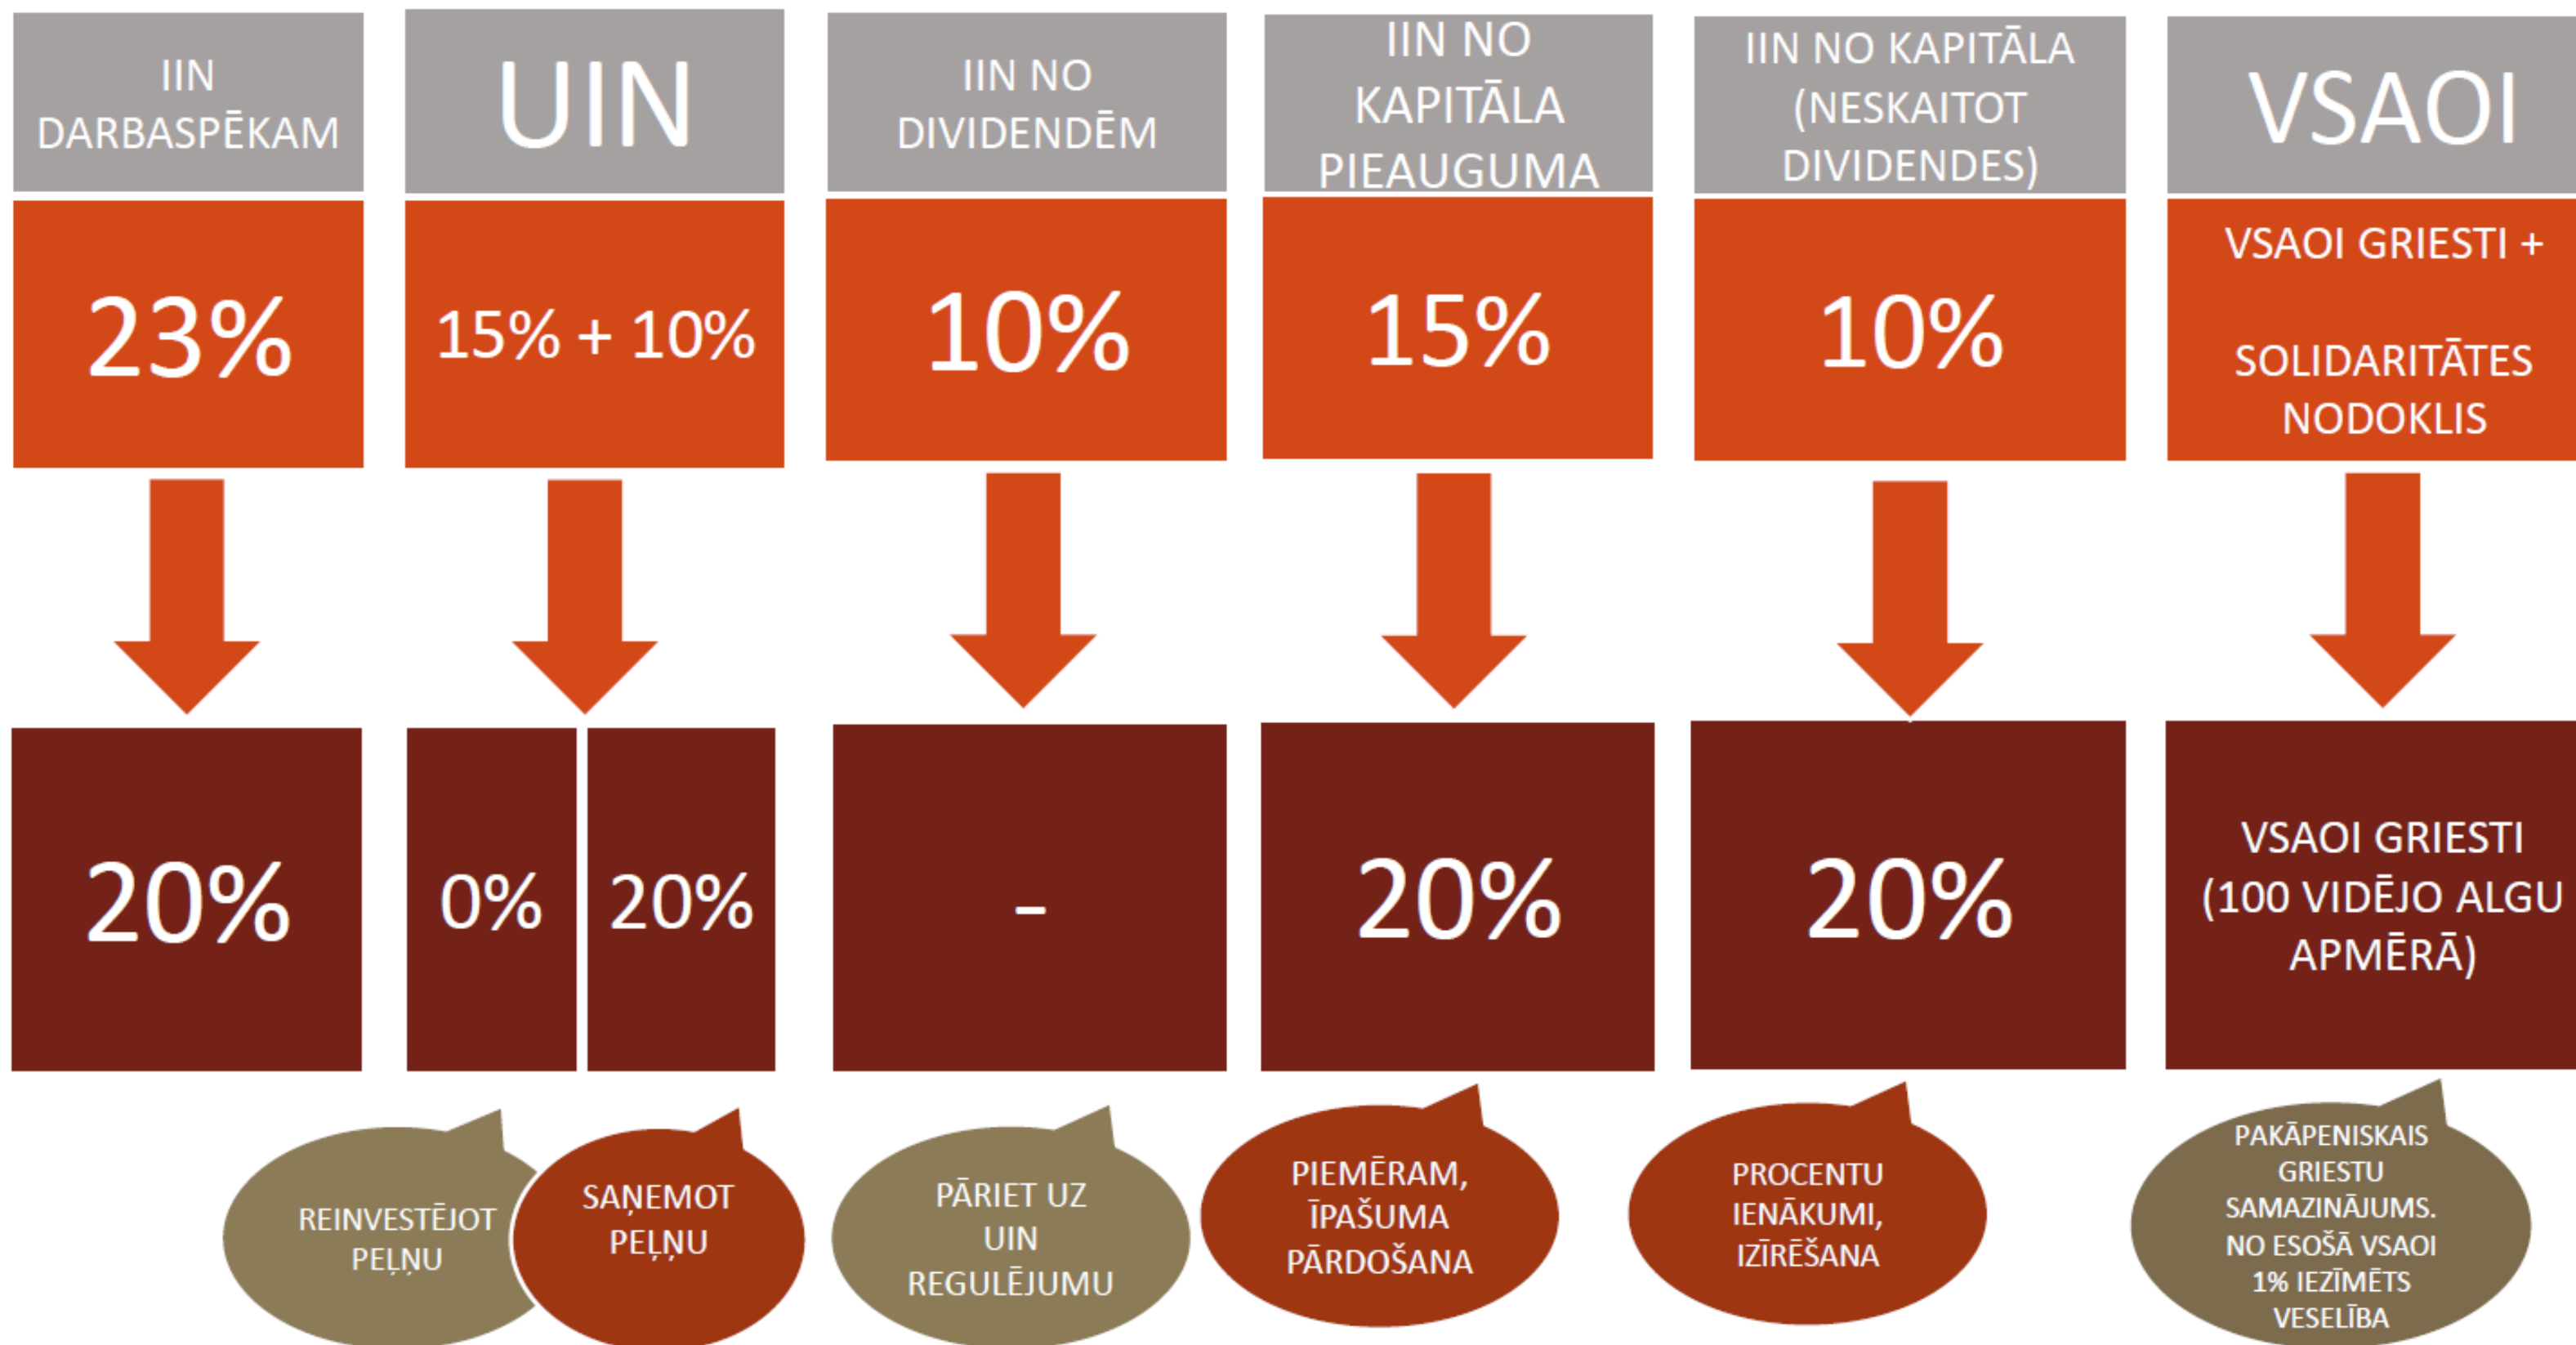 IIN
DARBASPĒKAM
UIN
IIN NO
DIVIDENDĒM
IIN NO
KAPITĀLA
PIEAUGUMA
IIN NO KAPITĀLA
(NESKAITOT
DIVIDENDES)
VSAOI
23%
15% + 10%
10%
15%
10%
VSAOI GRIESTI +
SOLIDARITĀTES
NODOKLIS
20%
0%
20%
-
20%
20%
VSAOI GRIESTI
(100 VIDĒJO ALGU
APMĒRĀ)
REINVESTĒJOT
PEĻŅU
SAŅEMOT
PEĻŅU
PĀRIET UZ
UIN
REGULĒJUMU
PIEMĒRAM,
ĪPAŠUMA
PĀRDOŠANA
PROCENTU
IENĀKUMI,
IZĪRĒŠANA
PAKĀPENISKAIS
GRIESTU
SAMAZINĀJUMS.
NO ESOŠĀ VSAOI
1% IEZĪMĒTS
VESELĪBA